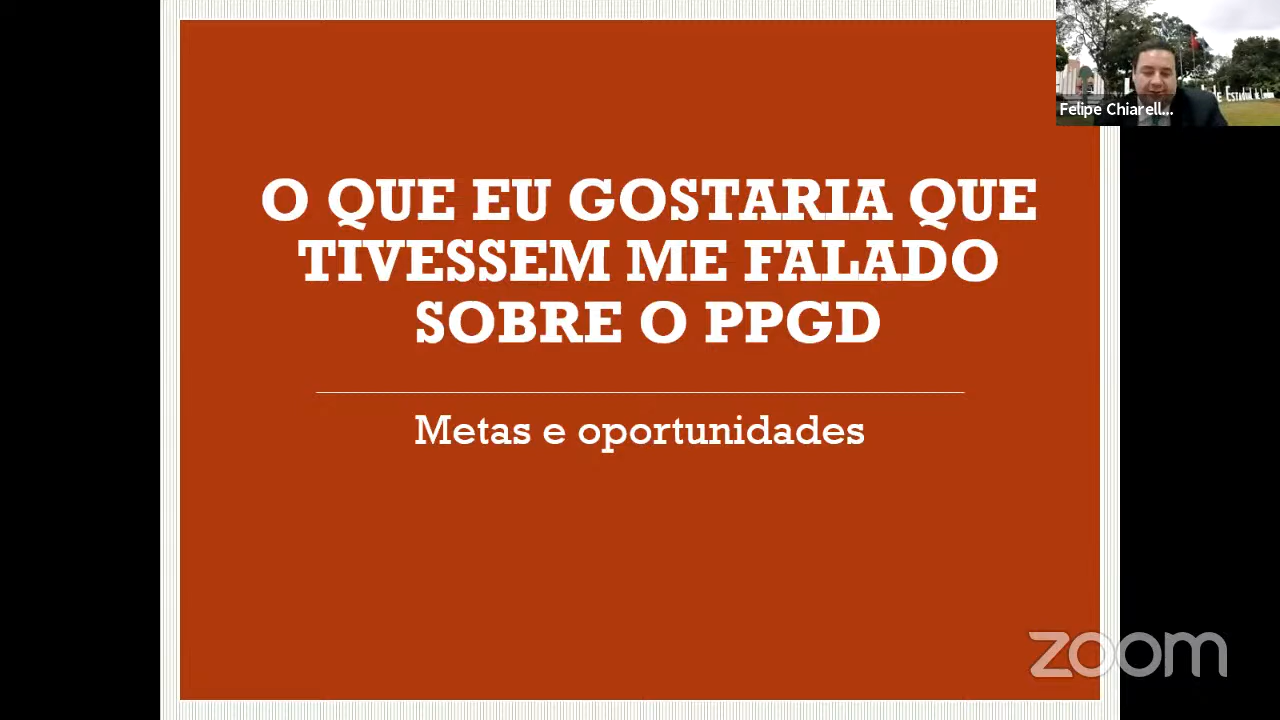 O QUE EU GOSTARIA QUE
TIVESSEM ME FALADO
SOBRE O PPGD
Metas e oportunidades
Felipe Chiarell...
zoom